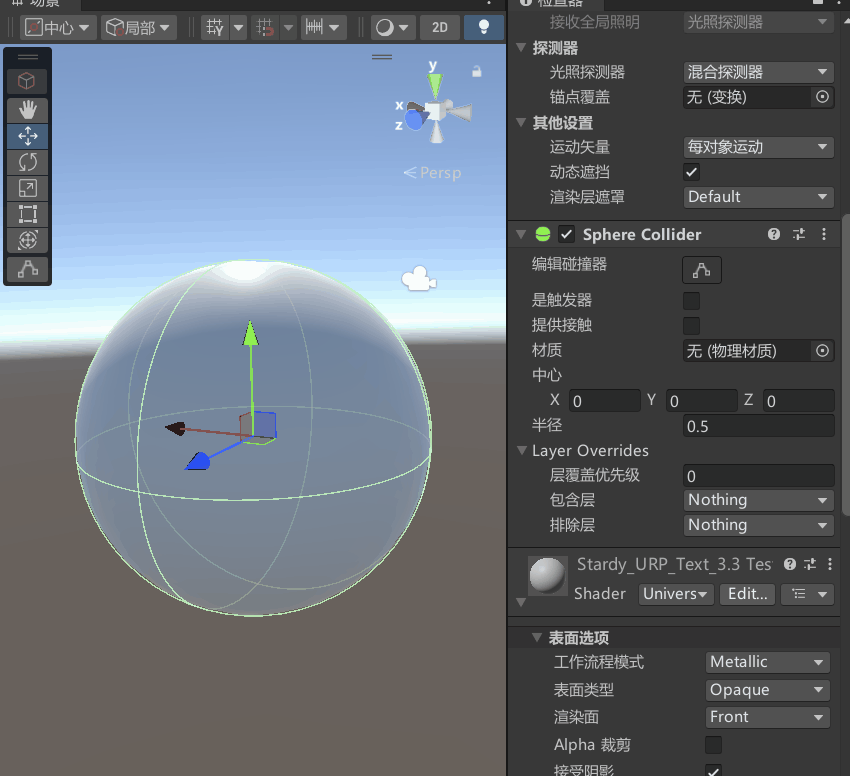 场景
中心
局部
Y
2D
y
x
z
Persp
检查器
接收全局照明 光照探测器
探测器
光照探测器 混合探测器
锚点覆盖 无 (变换)
其他设置
运动矢量 每对象运动
动态遮挡
渲染层遮罩 Default
Sphere Collider
编辑碰撞器
是触发器
提供接触
材质 无 (物理材质)
中心
X 0 Y 0 Z 0
半径 0.5
Layer Overrides
层覆盖优先级 0
包含层 Nothing
排除层 Nothing
Stardy_URP_Text_3.3 Tes
Shader Univers Edit...
表面选项
工作流程模式 Metallic
表面类型 Opaque
渲染面 Front
Alpha 裁剪
接受阴影